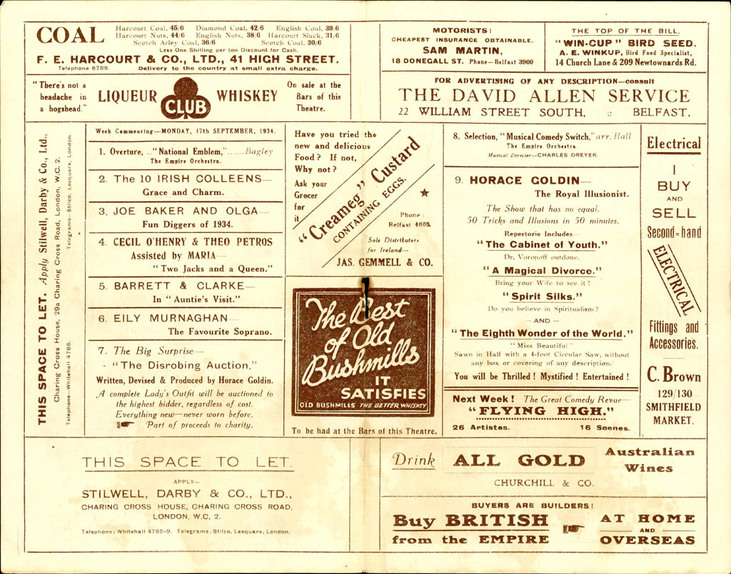 COAL
Harcourt Coal, 45/6 Diamond Coal, 42/6 English Coal, 39/6
Harcourt Nuts, 44/6 English Nuts, 38/6 Harcourt Slack, 31/6
Scotch Arley Coal, 36/6 Scotch Coal, 30/6
Less One Shilling per ton Discount for Cash.
F. E. HARCOURT & CO., LTD., 41 HIGH STREET.
Telephone 6789. Delivery to the country at small extra charge.
"There's not a
headache in
a hogshead."
LIQUEUR CLUB WHISKEY
On sale at the
Bars of this
Theatre.
MOTORISTS!
CHEAPEST INSURANCE OBTAINABLE.
SAM MARTIN,
18 DONEGALL ST. Phone—Belfast 3900
THE TOP OF THE BILL.
"WIN-CUP" BIRD SEED.
A. E. WINKUP, Bird Food Specialist,
14 Church Lane & 209 Newtownards Rd.
FOR ADVERTISING OF ANY DESCRIPTION—consult
THE DAVID ALLEN SERVICE
22 WILLIAM STREET SOUTH, :: BELFAST.
THIS SPACE TO LET. Apply Stilwell, Darby & Co., Ltd.,
Charing Cross House, 29a Charing Cross Road, London, W.C. 2.
Telephone—Whitehall 4768. Telegrams: Stilco, Lesquare, London.
Week Commencing—MONDAY, 17th SEPTEMBER, 1934.
1. Overture, .. "National Emblem," ...... Bagley
The Empire Orchestra.
2. The 10 IRISH COLLEENS—
Grace and Charm.
3. JOE BAKER AND OLGA—
Fun Diggers of 1934.
4. CECIL O'HENRY & THEO PETROS
Assisted by MARIA—
"Two Jacks and a Queen."
5. BARRETT & CLARKE—
In "Auntie's Visit."
6. EILY MURNAGHAN—
The Favourite Soprano.
7. The Big Surprise—
"The Disrobing Auction."
Written, Devised & Produced by Horace Goldin.
A complete Lady's Outfit will be auctioned to
the highest bidder, regardless of cost.
Everything new—never worn before.
Part of proceeds to charity.
Have you tried the
new and delicious
Food? If not,
Why not?
Ask your
Grocer
for
it
"Creameg" Custard
CONTAINING EGGS.
Phone:
Belfast 4605.
Sole Distributors
for Ireland—
JAS. GEMMELL & CO.
The Best
of Old
Bushmills
IT
SATISFIES
OLD BUSHMILLS THE BETTER WHISKY
To be had at the Bars of this Theatre.
8. Selection, "Musical Comedy Switch," arr. Hall
The Empire Orchestra.
Musical Director—CHARLES DREYER.
9. HORACE GOLDIN—
The Royal Illusionist.
The Show that has no equal.
50 Tricks and Illusions in 50 minutes.
Repertoire Includes—
"The Cabinet of Youth."
Dr. Voronoff outdone.
"A Magical Divorce."
Bring your Wife to see it!
"Spirit Silks."
Do you believe in Spiritualism?
—AND—
"The Eighth Wonder of the World."
"Miss Beautiful"
Sawn in Half with a 4-foot Circular Saw, without
any box or covering of any description.
You will be Thrilled! Mystified! Entertained!
Next Week! The Great Comedy Revue—
"FLYING HIGH."
26 Artistes. 16 Scenes.
Electrical
I
BUY
AND
SELL
Second-hand
ELECTRICAL
Fittings and
Accessories.
C. Brown
129/130
SMITHFIELD
MARKET.
THIS SPACE TO LET.
APPLY—
STILWELL, DARBY & CO., LTD.,
CHARING CROSS HOUSE, CHARING CROSS ROAD,
LONDON, W.C. 2.
Telephone: Whitehall 4768-9. Telegrams: Stilco, Lesquare, London.
Drink ALL GOLD Australian
Wines
CHURCHILL & CO.
BUYERS ARE BUILDERS!
Buy BRITISH AT HOME
AND
from the EMPIRE OVERSEAS